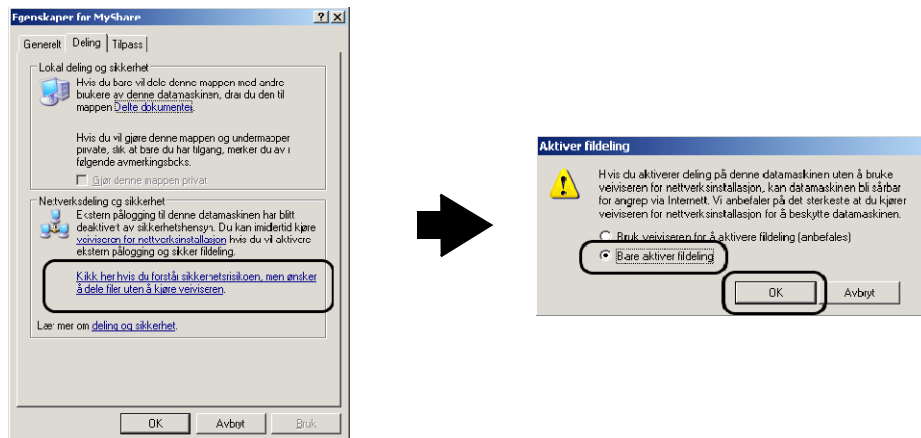 Egenskaper for MyShare
Generelt Deling Tilpass
Lokal deling og sikkerhet
Hvis du bare vil dele denne mappen med andre
brukere av denne datamaskinen, drar du den til
mappen Delte dokumenter.
Hvis du vil gjøre denne mappen og undermapper
private, slik at bare du har tilgang, merker du av i
følgende avmerkingsboks.
Gjør denne mappen privat
Nettverksdeling og sikkerhet
Ekstern pålogging til denne datamaskinen har blitt
deaktivert av sikkerhetshensyn. Du kan imidlertid kjøre
veiviseren for nettverksinstallasjon hvis du vil aktivere
ekstern pålogging og sikker fildeling.
Klikk her hvis du forstår sikkerhetsrisikoen, men ønsker
å dele filer uten å kjøre veiviseren.
Lær mer om deling og sikkerhet.
OK Avbryt Bruk
Aktiver fildeling
Hvis du aktiverer deling på denne datamaskinen uten å bruke
veiviseren for nettverksinstallasjon, kan datamaskinen bli sårbar
for angrep via Internett. Vi anbefaler på det sterkeste at du kjører
veiviseren for nettverksinstallasjon for å beskytte datamaskinen.
Bruk veiviseren for å aktivere fildeling (anbefales)
Bare aktiver fildeling
OK Avbryt